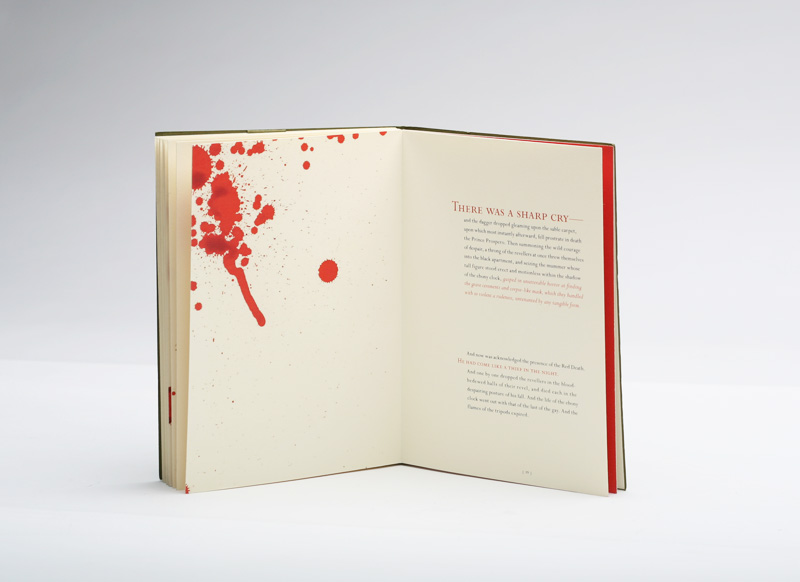 There was a sharp cry—
and the dagger dropped gleaming upon the sable carpet,
upon which most instantly afterward, fell prostrate in death
the Prince Prospero. Then summoning the wild courage
of despair, a throng of the revellers at once threw themselves
into the black apartment, and seizing the mummer whose
tall figure stood erect and motionless within the shadow
of the ebony clock, gasped in unutterable horror at finding
the grave cerements and corpse like mask, which they handled
with so violent a rudeness, untenanted by any tangible form.
And now was acknowledged the presence of the Red Death.
He had come like a thief in the night.
And one by one dropped the revellers in the blood
bedewed halls of their revel, and died each in the
despairing posture of his fall. And the life of the ebony
clock went out with that of the last of the gay. And the
flames of the tripods expired.